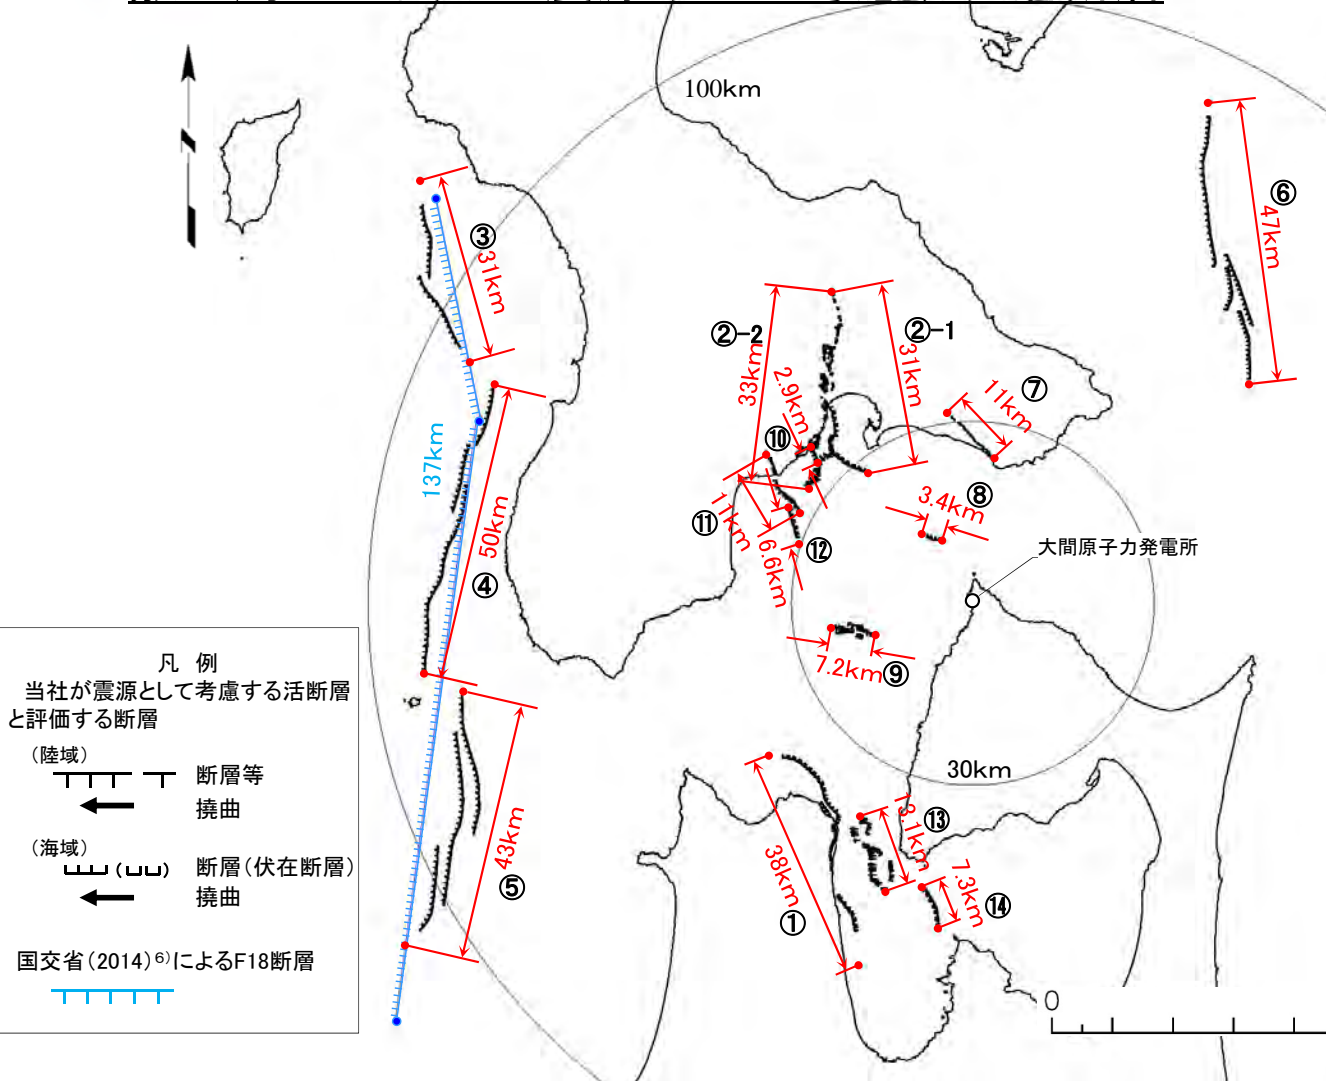 100km
③
31km
⑥
47km
②-2
②-1
33km
31km
2.9km
⑦
11km
⑩
137km
⑪
11km
⑧
3.4km
⑫
6.6km
大間原子力発電所
50km
④
7.2km
⑨
凡 例
当社が震源として考慮する活断層
と評価する断層
(陸域)
断層等
撓曲
(海域)
断層(伏在断層)
撓曲
国交省(2014)⁶⁾によるF18断層
30km
43km
⑤
38km
①
⑬
7.3km
⑭
0